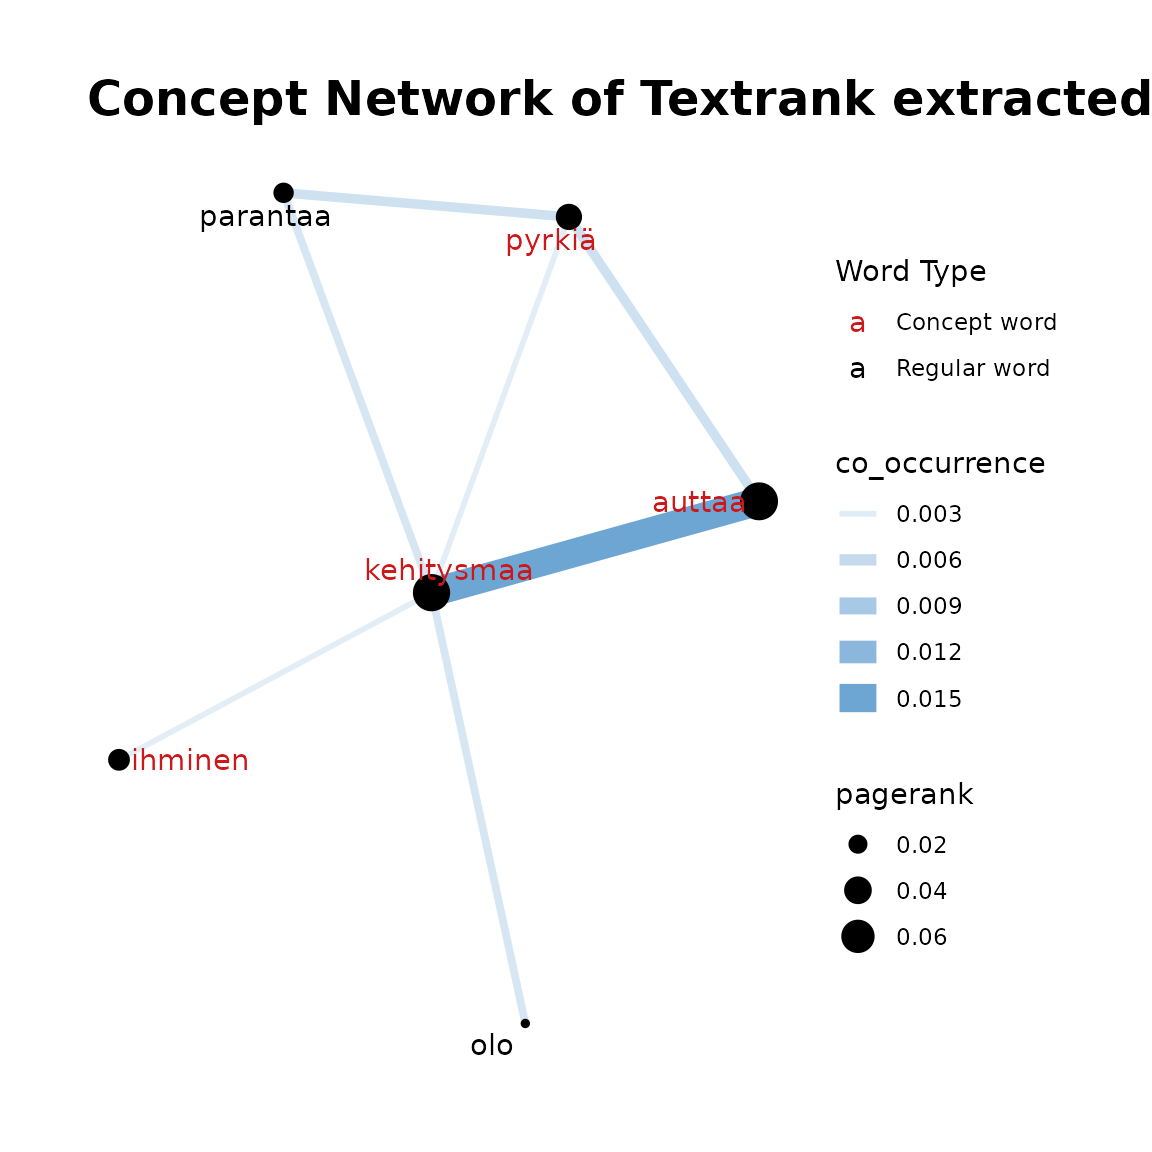 Concept Network of Textrank extracted
parantaa
pyrkiä
auttaa
kehitysmaa
ihminen
olo
Word Type
a Concept word
a Regular word
co_occurrence
0.003
0.006
0.009
0.012
0.015
pagerank
0.02
0.04
0.06